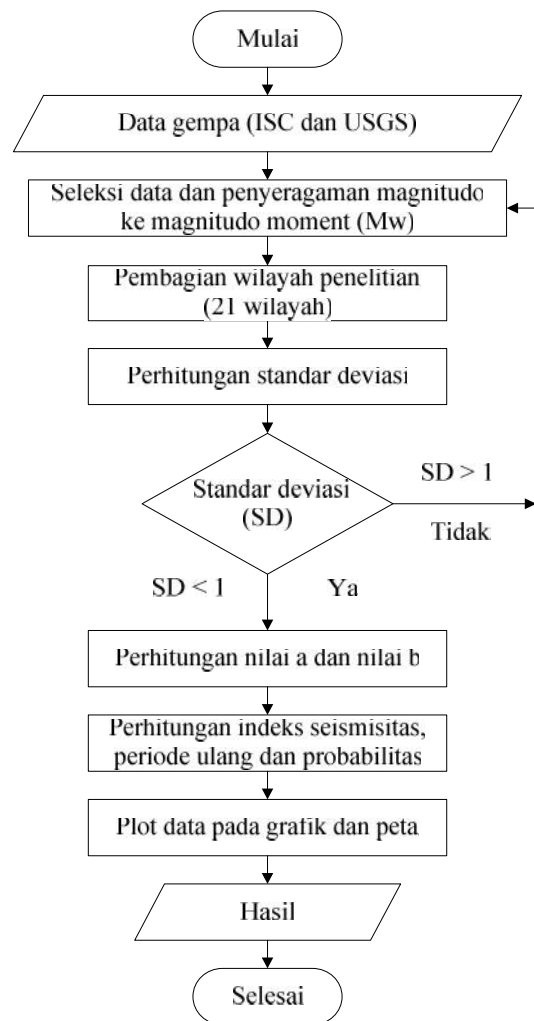 Mulai
Data gempa (ISC dan USGS)
Seleksi data dan penyeragaman magnitudo
ke magnitudo moment (Mw)
Pembagian wilayah penelitian
(21 wilayah)
Perhitungan standar deviasi
Standar deviasi
(SD)
SD > 1
Tidak
SD < 1
Ya
Perhitungan nilai a dan nilai b
Perhitungan indeks seismisitas,
periode ulang dan probabilitas
Plot data pada grafik dan peta
Hasil
Selesai